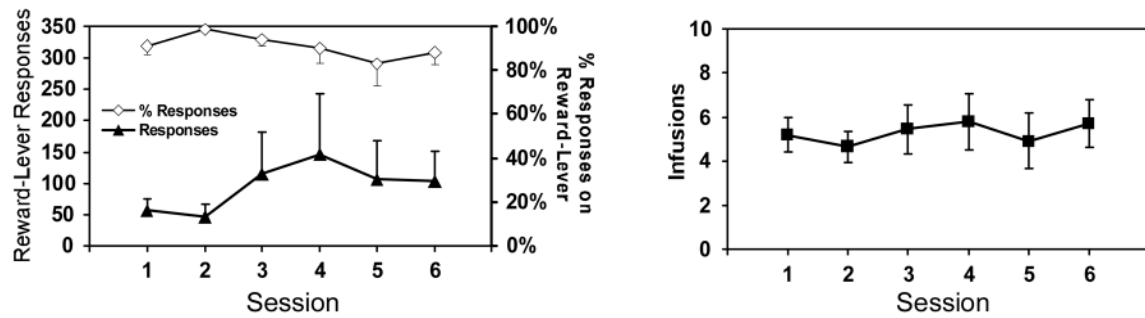 350
300
250
200
150
100
50
0
Reward-Lever Responses
100%
80%
60%
40%
20%
0%
% Responses on
Reward-Lever
% Responses
Responses
1 2 3 4 5 6
Session
10
8
6
4
2
0
Infusions
1 2 3 4 5 6
Session